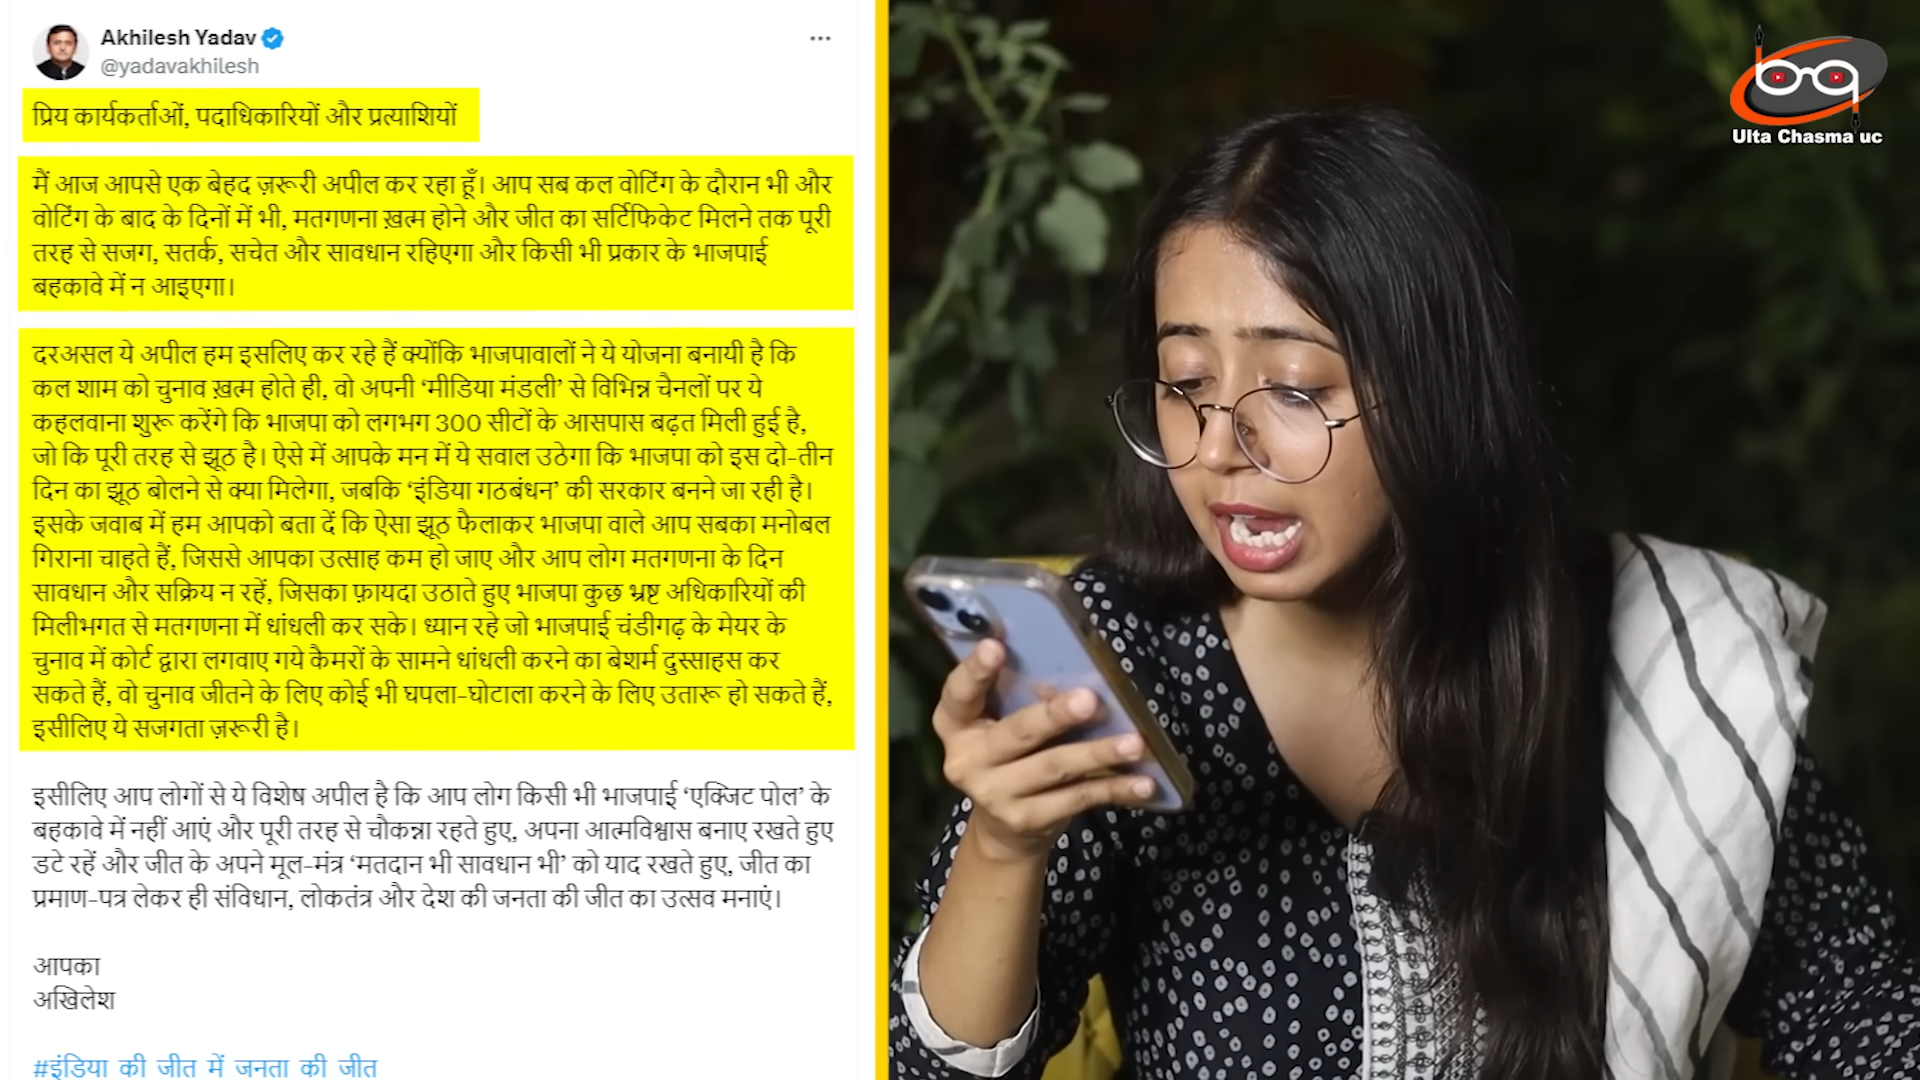 Akhilesh Yadav
@yadavakhilesh
प्रिय कार्यकर्ताओं, पदाधिकारियों और प्रत्याशियों
मैं आज आपसे एक बेहद ज़रूरी अपील कर रहा हूँ। आप सब कल वोटिंग के दौरान भी और
वोटिंग के बाद के दिनों में भी, मतगणना ख़त्म होने और जीत का सर्टिफिकेट मिलने तक पूरी
तरह से सजग, सतर्क, सचेत और सावधान रहिएगा और किसी भी प्रकार के भाजपाई
बहकावे में न आइएगा।
दरअसल ये अपील हम इसलिए कर रहे हैं क्योंकि भाजपावालों ने ये योजना बनायी है कि
कल शाम को चुनाव ख़त्म होते ही, वो अपनी ‘मीडिया मंडली’ से विभिन्न चैनलों पर ये
कहलवाना शुरू करेंगे कि भाजपा को लगभग 300 सीटों के आसपास बढ़त मिली हुई है,
जो कि पूरी तरह से झूठ है। ऐसे में आपके मन में ये सवाल उठेगा कि भाजपा को इस दो-तीन
दिन का झूठ बोलने से क्या मिलेगा, जबकि ‘इंडिया गठबंधन’ की सरकार बनने जा रही है।
इसके जवाब में हम आपको बता दें कि ऐसा झूठ फैलाकर भाजपा वाले आप सबका मनोबल
गिराना चाहते हैं, जिससे आपका उत्साह कम हो जाए और आप लोग मतगणना के दिन
सावधान और सक्रिय न रहें, जिसका फ़ायदा उठाते हुए भाजपा कुछ भ्रष्ट अधिकारियों की
मिलीभगत से मतगणना में धांधली कर सके। ध्यान रहे जो भाजपाई चंडीगढ़ के मेयर के
चुनाव में कोर्ट द्वारा लगवाए गये कैमरों के सामने धांधली करने का बेशर्म दुस्साहस कर
सकते हैं, वो चुनाव जीतने के लिए कोई भी घपला-घोटाला करने के लिए उतारू हो सकते हैं,
इसीलिए ये सजगता ज़रूरी है।
इसीलिए आप लोगों से ये विशेष अपील है कि आप लोग किसी भी भाजपाई ‘एक्जिट पोल’ के
बहकावे में नहीं आएं और पूरी तरह से चौकन्ना रहते हुए, अपना आत्मविश्वास बनाए रखते हुए
डटे रहें और जीत के अपने मूल-मंत्र ‘मतदान भी सावधान भी’ को याद रखते हुए, जीत का
प्रमाण-पत्र लेकर ही संविधान, लोकतंत्र और देश की जनता की जीत का उत्सव मनाएं।
आपका
अखिलेश
#इंडिया_की_जीत_में_जनता_की_जीत
Ulta Chasma uc